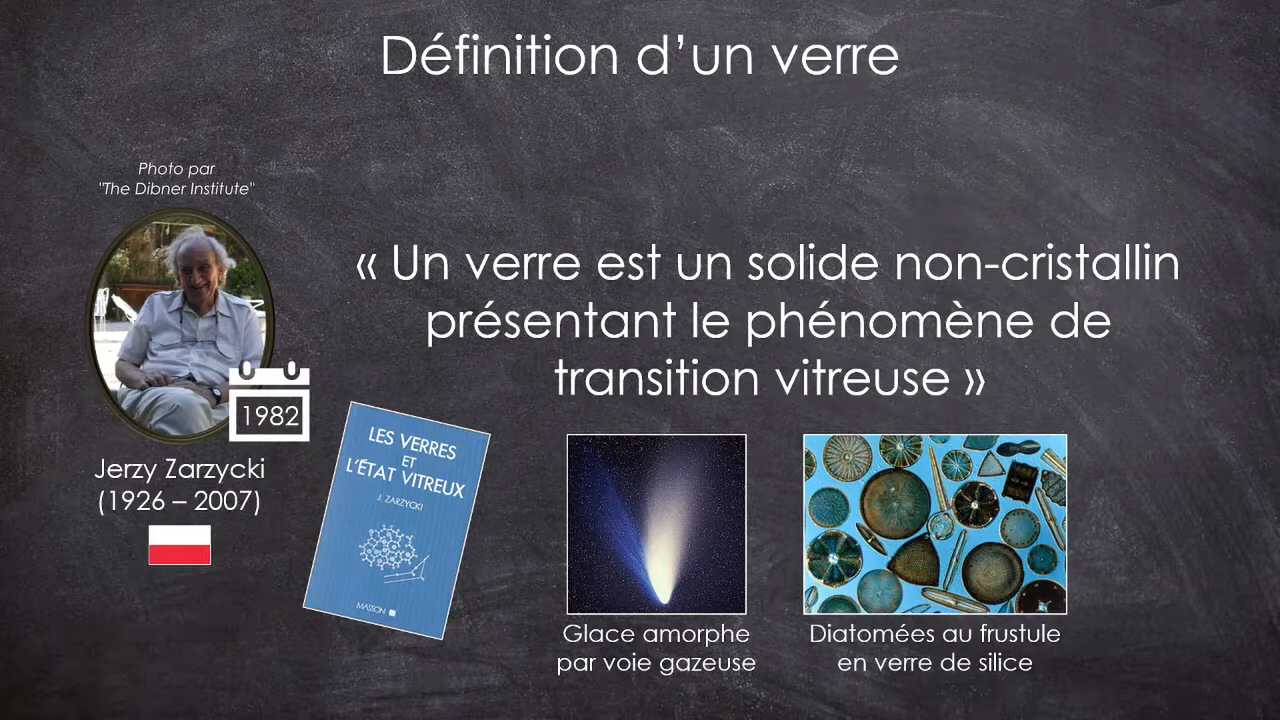 Définition d’un verre
Photo par
"The Dibner Institute"
« Un verre est un solide non-cristallin
présentant le phénomène de
transition vitreuse »
1982
Jerzy Zarzycki
(1926 – 2007)
LES VERRES
ET
L’ÉTAT VITREUX
J. ZARZYCKI
MASSON
Glace amorphe
par voie gazeuse
Diatomées au frustule
en verre de silice